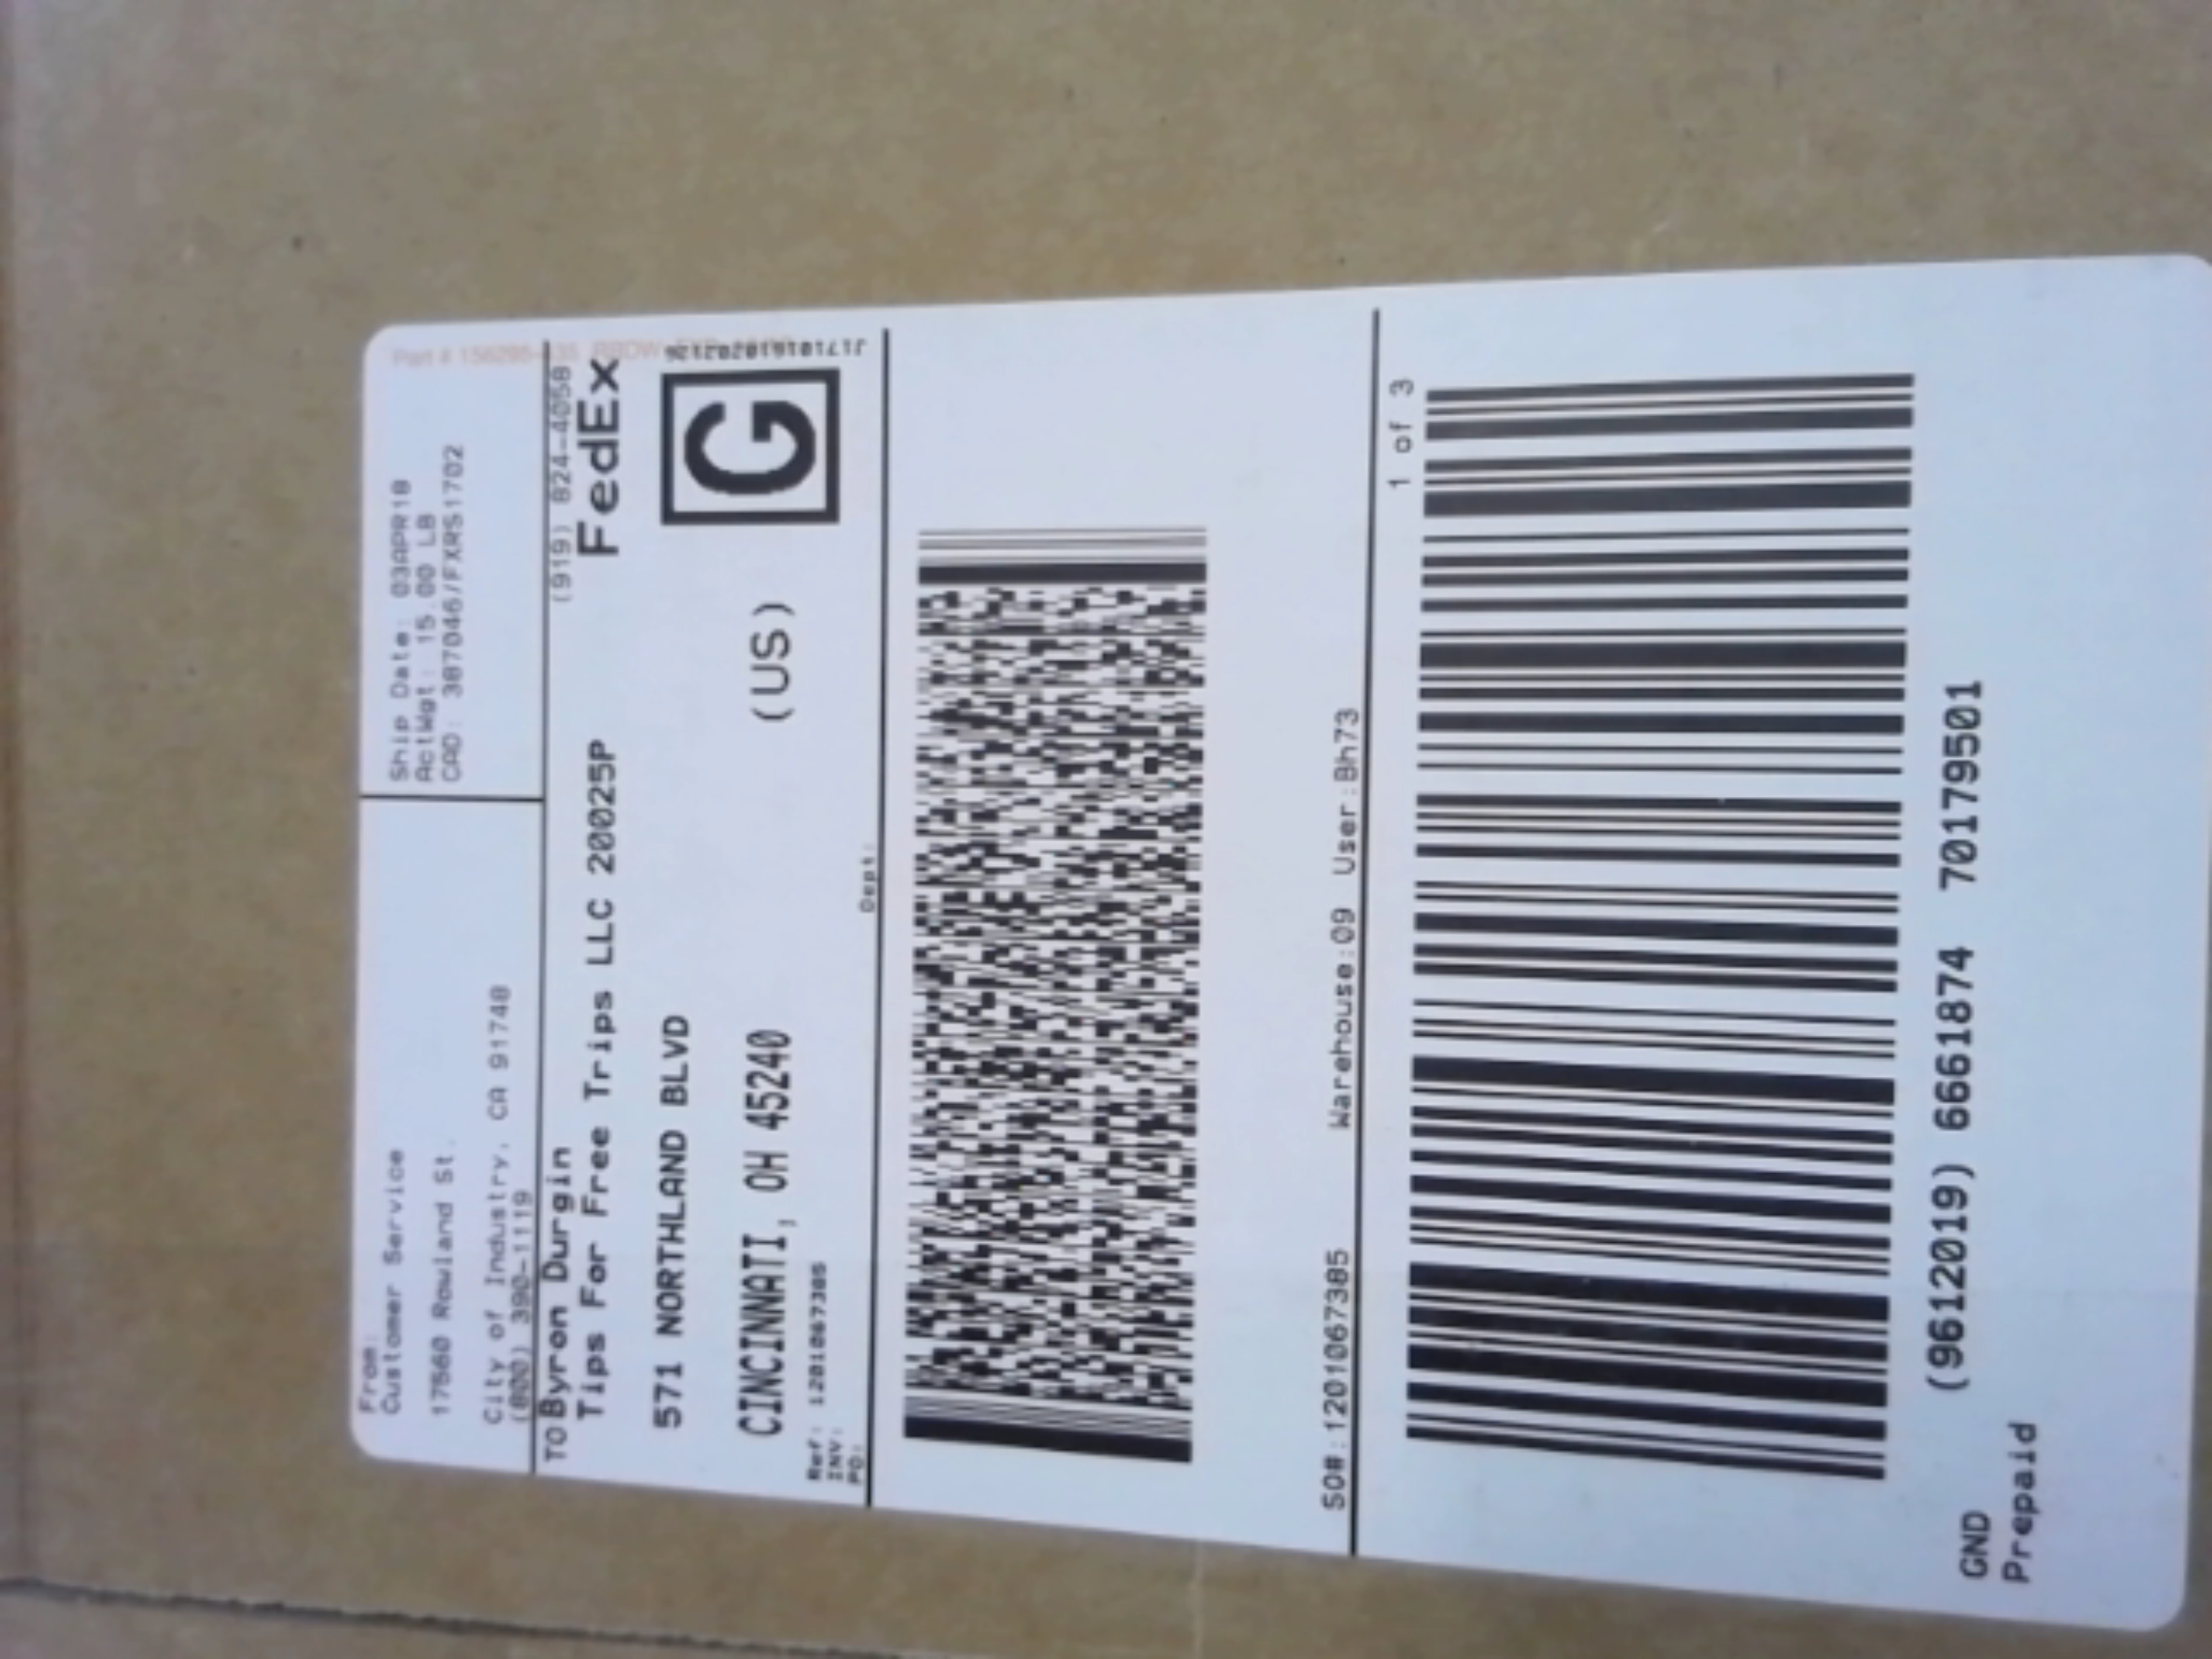 From:
Customer Service
17560 Rowland St.
City of Industry, CA 91748
(800) 390-1119
Ship Date: 03APR18
ActWgt: 15.00 LB
CAD: 3870446/FXRS1702
TO Byron Durgin
(919) 824-4058
Tips For Free Trips LLC 20025P
FedEx
571 NORTHLAND BLVD
G
CINCINNATI, OH 45240
(US)
Ref: 1201067385
INV:
PO:
Dept:
SO#:1201067385 Warehouse:09 User:Bh73
1 of 3
(9612019) 6661874 70179501
GND
Prepaid